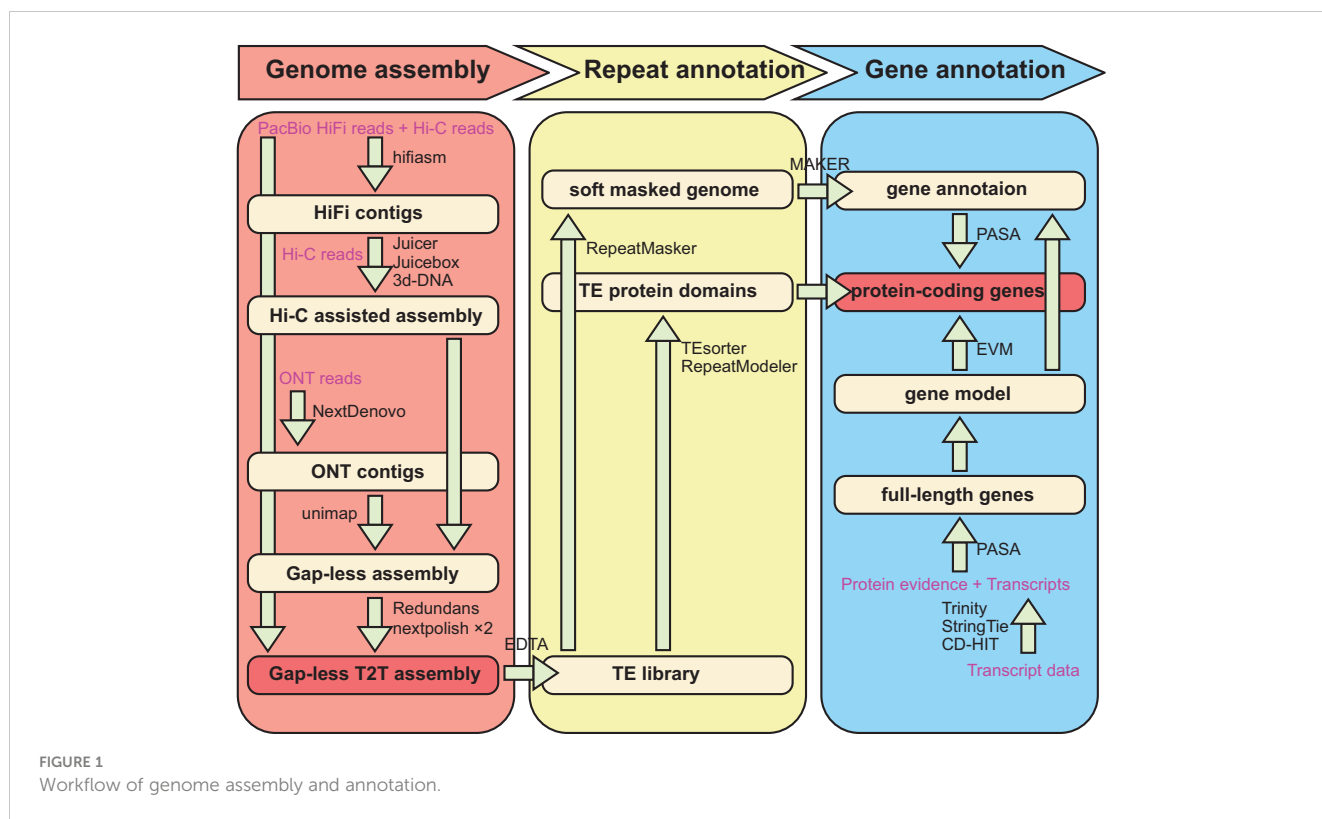 Genome assembly
Repeat annotation
Gene annotation
PacBio HiFi reads + Hi-C reads
hifiasm
HiFi contigs
Hi-C reads
Juicer
Juicebox
3d-DNA
Hi-C assisted assembly
ONT reads
NextDenovo
ONT contigs
unimap
Gap-less assembly
Redundans
nextpolish ×2
Gap-less T2T assembly
EDTA
soft masked genome
RepeatMasker
TE protein domains
TEsorter
RepeatModeler
TE library
MAKER
gene annotaion
PASA
protein-coding genes
EVM
gene model
full-length genes
PASA
Protein evidence + Transcripts
Trinity
StringTie
CD-HIT
Transcript data
FIGURE 1
Workflow of genome assembly and annotation.